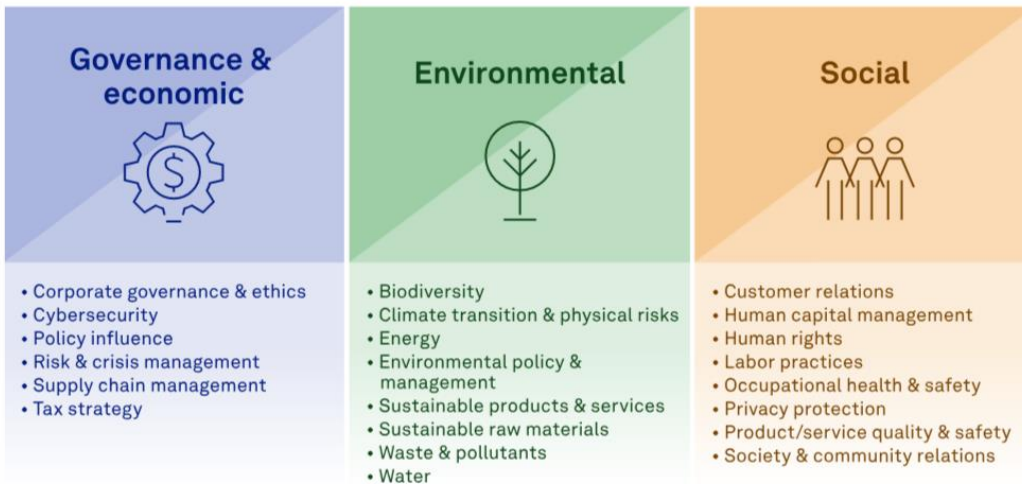 Governance &
economic
$
• Corporate governance & ethics
• Cybersecurity
• Policy influence
• Risk & crisis management
• Supply chain management
• Tax strategy
Environmental
• Biodiversity
• Climate transition & physical risks
• Energy
• Environmental policy &
management
• Sustainable products & services
• Sustainable raw materials
• Waste & pollutants
• Water
Social
• Customer relations
• Human capital management
• Human rights
• Labor practices
• Occupational health & safety
• Privacy protection
• Product/service quality & safety
• Society & community relations